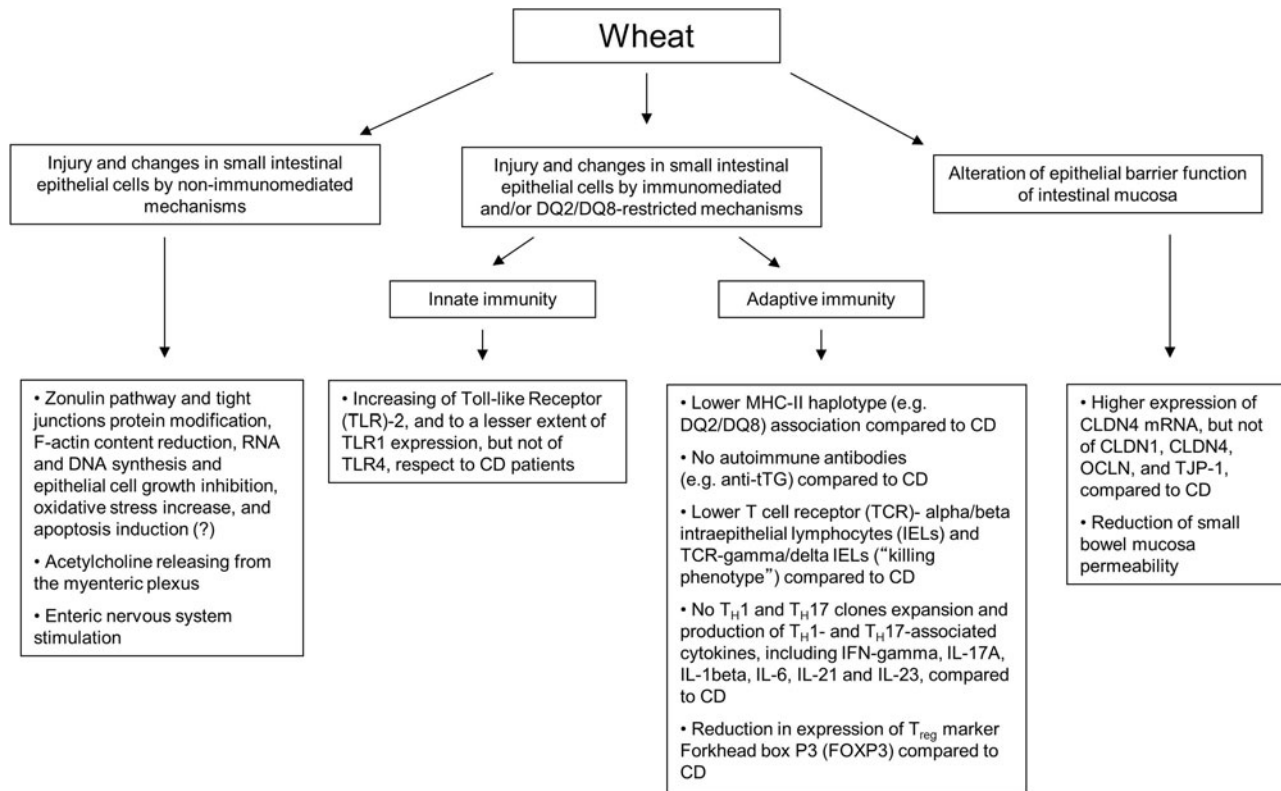 Wheat
Injury and changes in small intestinal
epithelial cells by non-immunomediated
mechanisms
Injury and changes in small intestinal
epithelial cells by immunomediated
and/or DQ2/DQ8-restricted mechanisms
Alteration of epithelial barrier function
of intestinal mucosa
Innate immunity
Adaptive immunity
• Zonulin pathway and tight
junctions protein modification,
F-actin content reduction, RNA
and DNA synthesis and
epithelial cell growth inhibition,
oxidative stress increase, and
apoptosis induction (?)
• Acetylcholine releasing from
the myenteric plexus
• Enteric nervous system
stimulation
• Increasing of Toll-like Receptor
(TLR)-2, and to a lesser extent of
TLR1 expression, but not of
TLR4, respect to CD patients
• Lower MHC-II haplotype (e.g.
DQ2/DQ8) association compared to CD
• No autoimmune antibodies
(e.g. anti-tTG) compared to CD
• Lower T cell receptor (TCR)- alpha/beta
intraepithelial lymphocytes (IELs) and
TCR-gamma/delta IELs (“killing
phenotype”) compared to CD
• No TH1 and TH17 clones expansion and
production of TH1- and TH17-associated
cytokines, including IFN-gamma, IL-17A,
IL-1beta, IL-6, IL-21 and IL-23, compared
to CD
• Reduction in expression of Treg marker
Forkhead box P3 (FOXP3) compared to
CD
• Higher expression of
CLDN4 mRNA, but not
of CLDN1, CLDN4,
OCLN, and TJP-1,
compared to CD
• Reduction of small
bowel mucosa
permeability